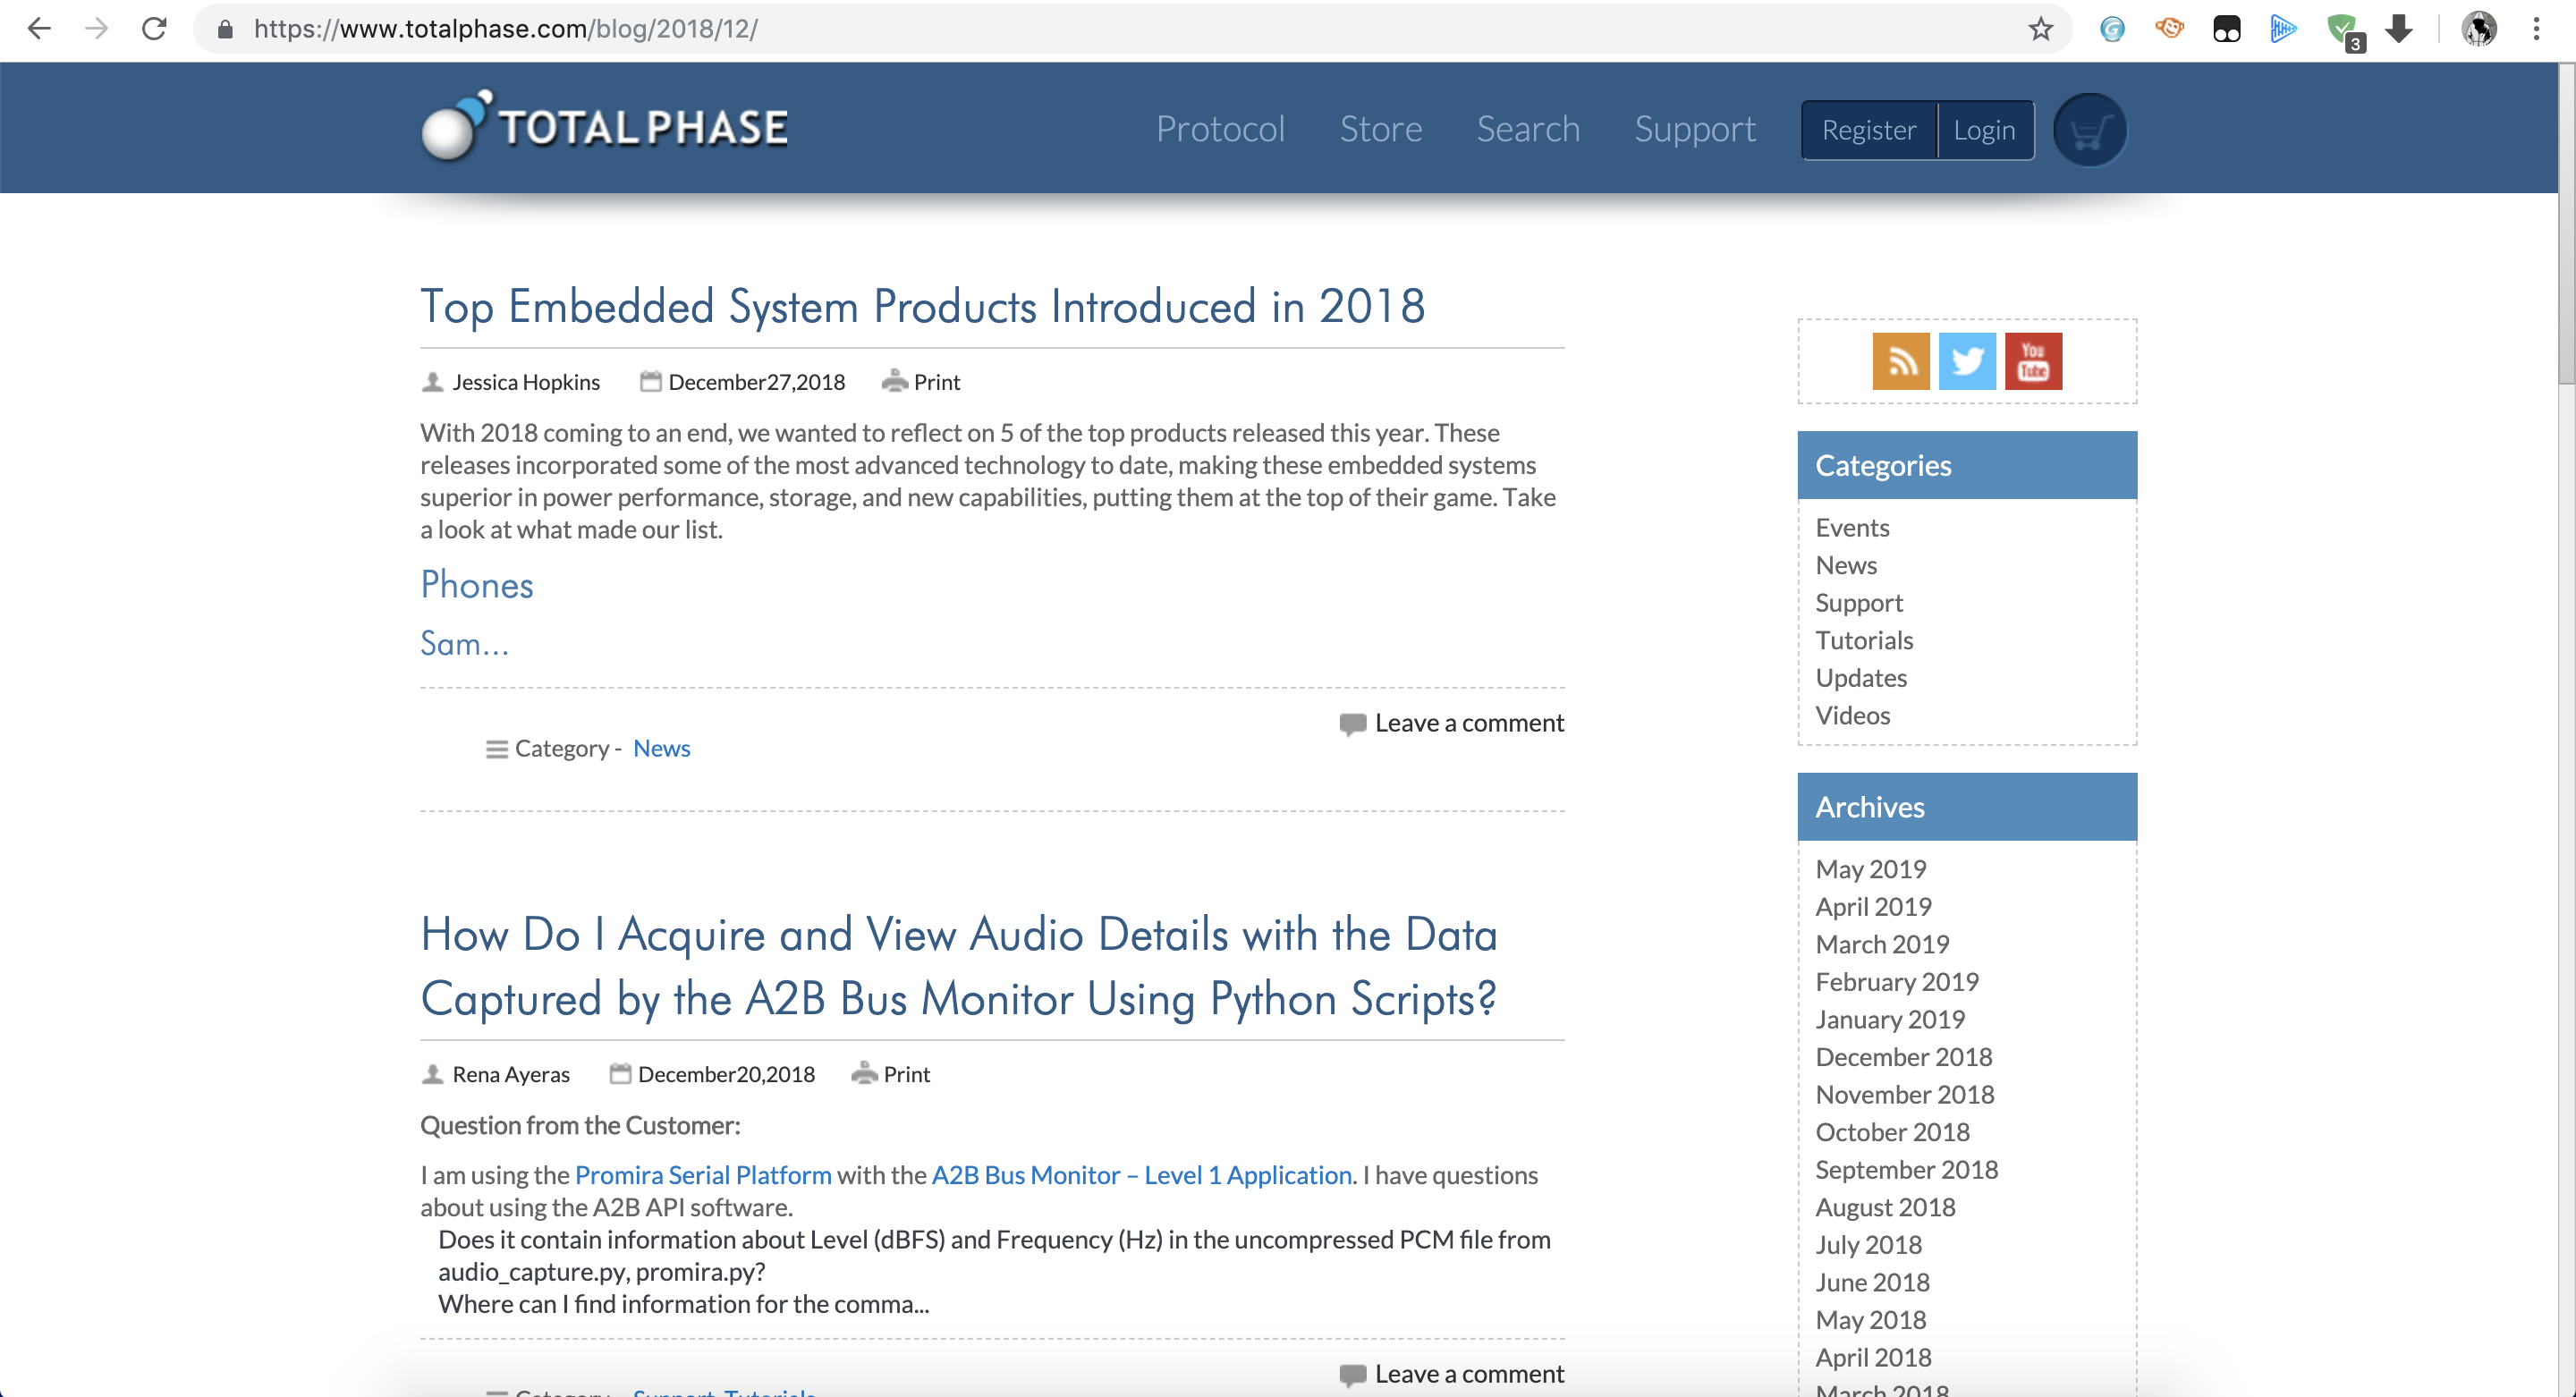 https://www.totalphase.com/blog/2018/12/
3
TOTAL PHASE
Protocol
Store
Search
Support
Register
Login
Top Embedded System Products Introduced in 2018
Jessica Hopkins
December27,2018
Print
With 2018 coming to an end, we wanted to reflect on 5 of the top products released this year. These
releases incorporated some of the most advanced technology to date, making these embedded systems
superior in power performance, storage, and new capabilities, putting them at the top of their game. Take
a look at what made our list.
Phones
Sam...
Leave a comment
Category - News
How Do I Acquire and View Audio Details with the Data
Captured by the A2B Bus Monitor Using Python Scripts?
Rena Ayeras
December20,2018
Print
Question from the Customer:
I am using the Promira Serial Platform with the A2B Bus Monitor – Level 1 Application. I have questions
about using the A2B API software.
Does it contain information about Level (dBFS) and Frequency (Hz) in the uncompressed PCM file from
audio_capture.py, promira.py?
Where can I find information for the comma...
Leave a comment
Category - Support, Tutorials
You
Tube
Categories
Events
News
Support
Tutorials
Updates
Videos
Archives
May 2019
April 2019
March 2019
February 2019
January 2019
December 2018
November 2018
October 2018
September 2018
August 2018
July 2018
June 2018
May 2018
April 2018
March 2018